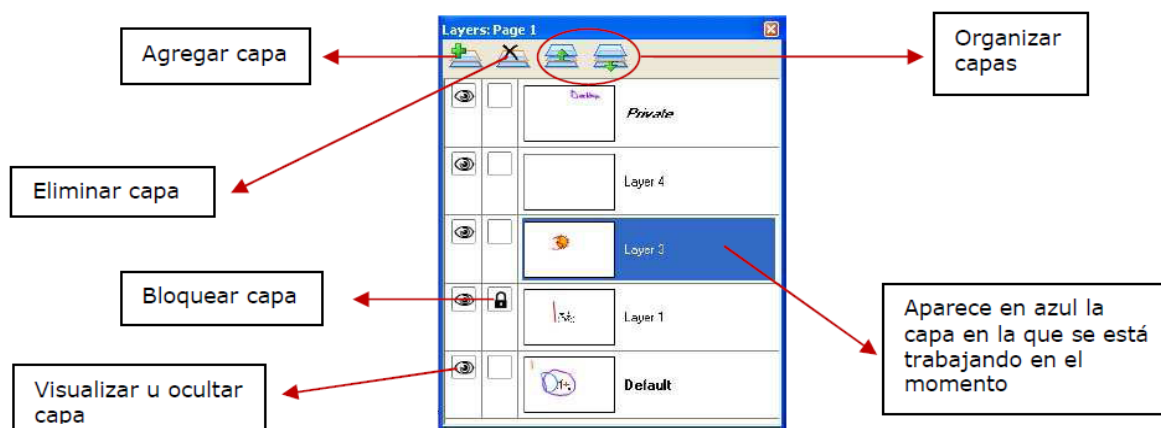 Layers: Page 1
Agregar capa
Organizar
capas
Private
Eliminar capa
Layer 4
Layer 3
Bloquear capa
Layer 1
Aparece en azul la
capa en la que se está
trabajando en el
momento
Visualizar u ocultar
capa
Default